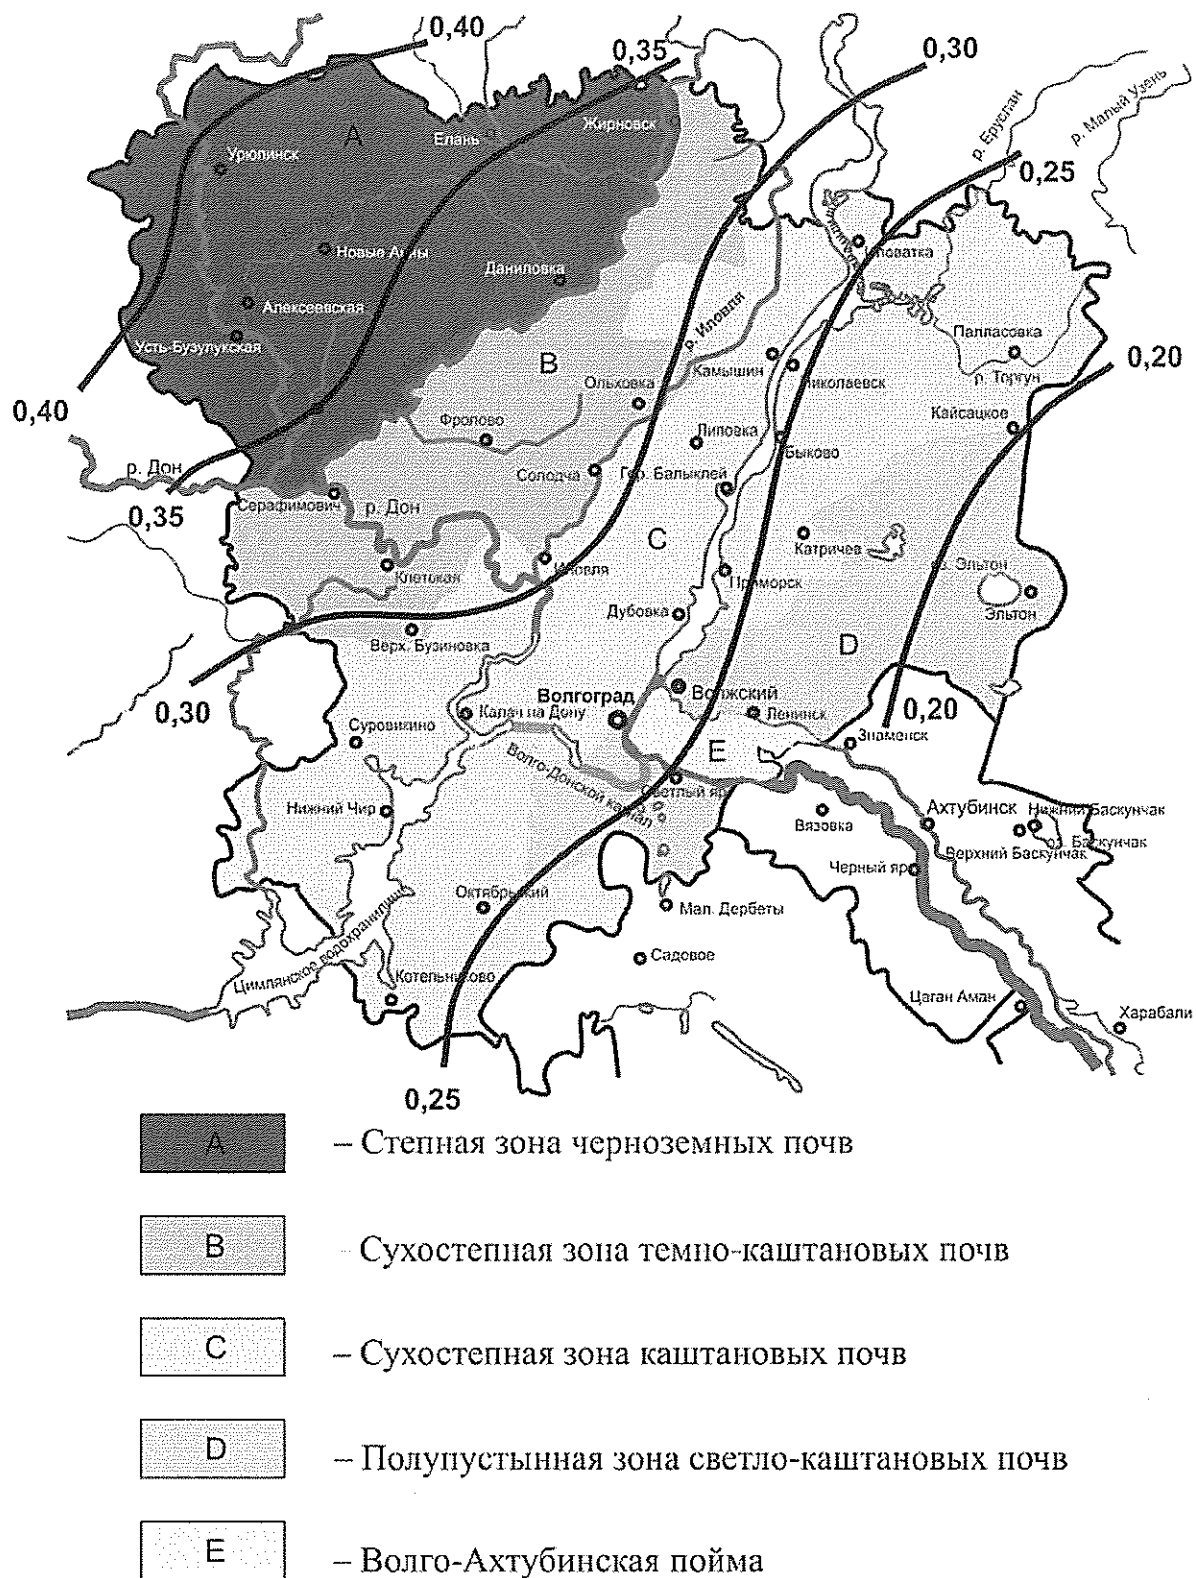 0,40
0,35
0,30
р. Еруслан
р. Малый Узень
0,25
А
Елань
Жирновск
Урюпинск
Новые Анны
Даниловка
Иловатка
Алексеевская
Усть-Бузулукская
р. Иловля
Палласовка
В
Камышин
Николаевск
р. Торгун
0,20
Ольховка
0,40
Фролово
Липовка
Кайсацкое
Быково
р. Дон
Солодча
Гор. Балыклей
Серафимович
р. Дон
0,35
С
Катричев
Клетская
Иловля
Приморск
оз. Эльтон
Эльтон
Дубовка
Верх. Бузиновка
D
Волгоград
Волжский
0,30
Калач на Дону
Ленинск
0,20
Суровикино
Знаменск
Е
Волго-Донской канал
Светлый яр
Нижний Чир
Вязовка
Ахтубинск
Нижний Баскунчак
оз. Баскунчак
Верхний Баскунчак
Черный яр
Октябрьский
Мал. Дербеты
Цимлянское водохранилище
Садовое
Котельниково
Цаган Аман
Харабали
0,25
А – Степная зона черноземных почв
В – Сухостепная зона темно-каштановых почв
С – Сухостепная зона каштановых почв
D – Полупустынная зона светло-каштановых почв
Е – Волго-Ахтубинская пойма